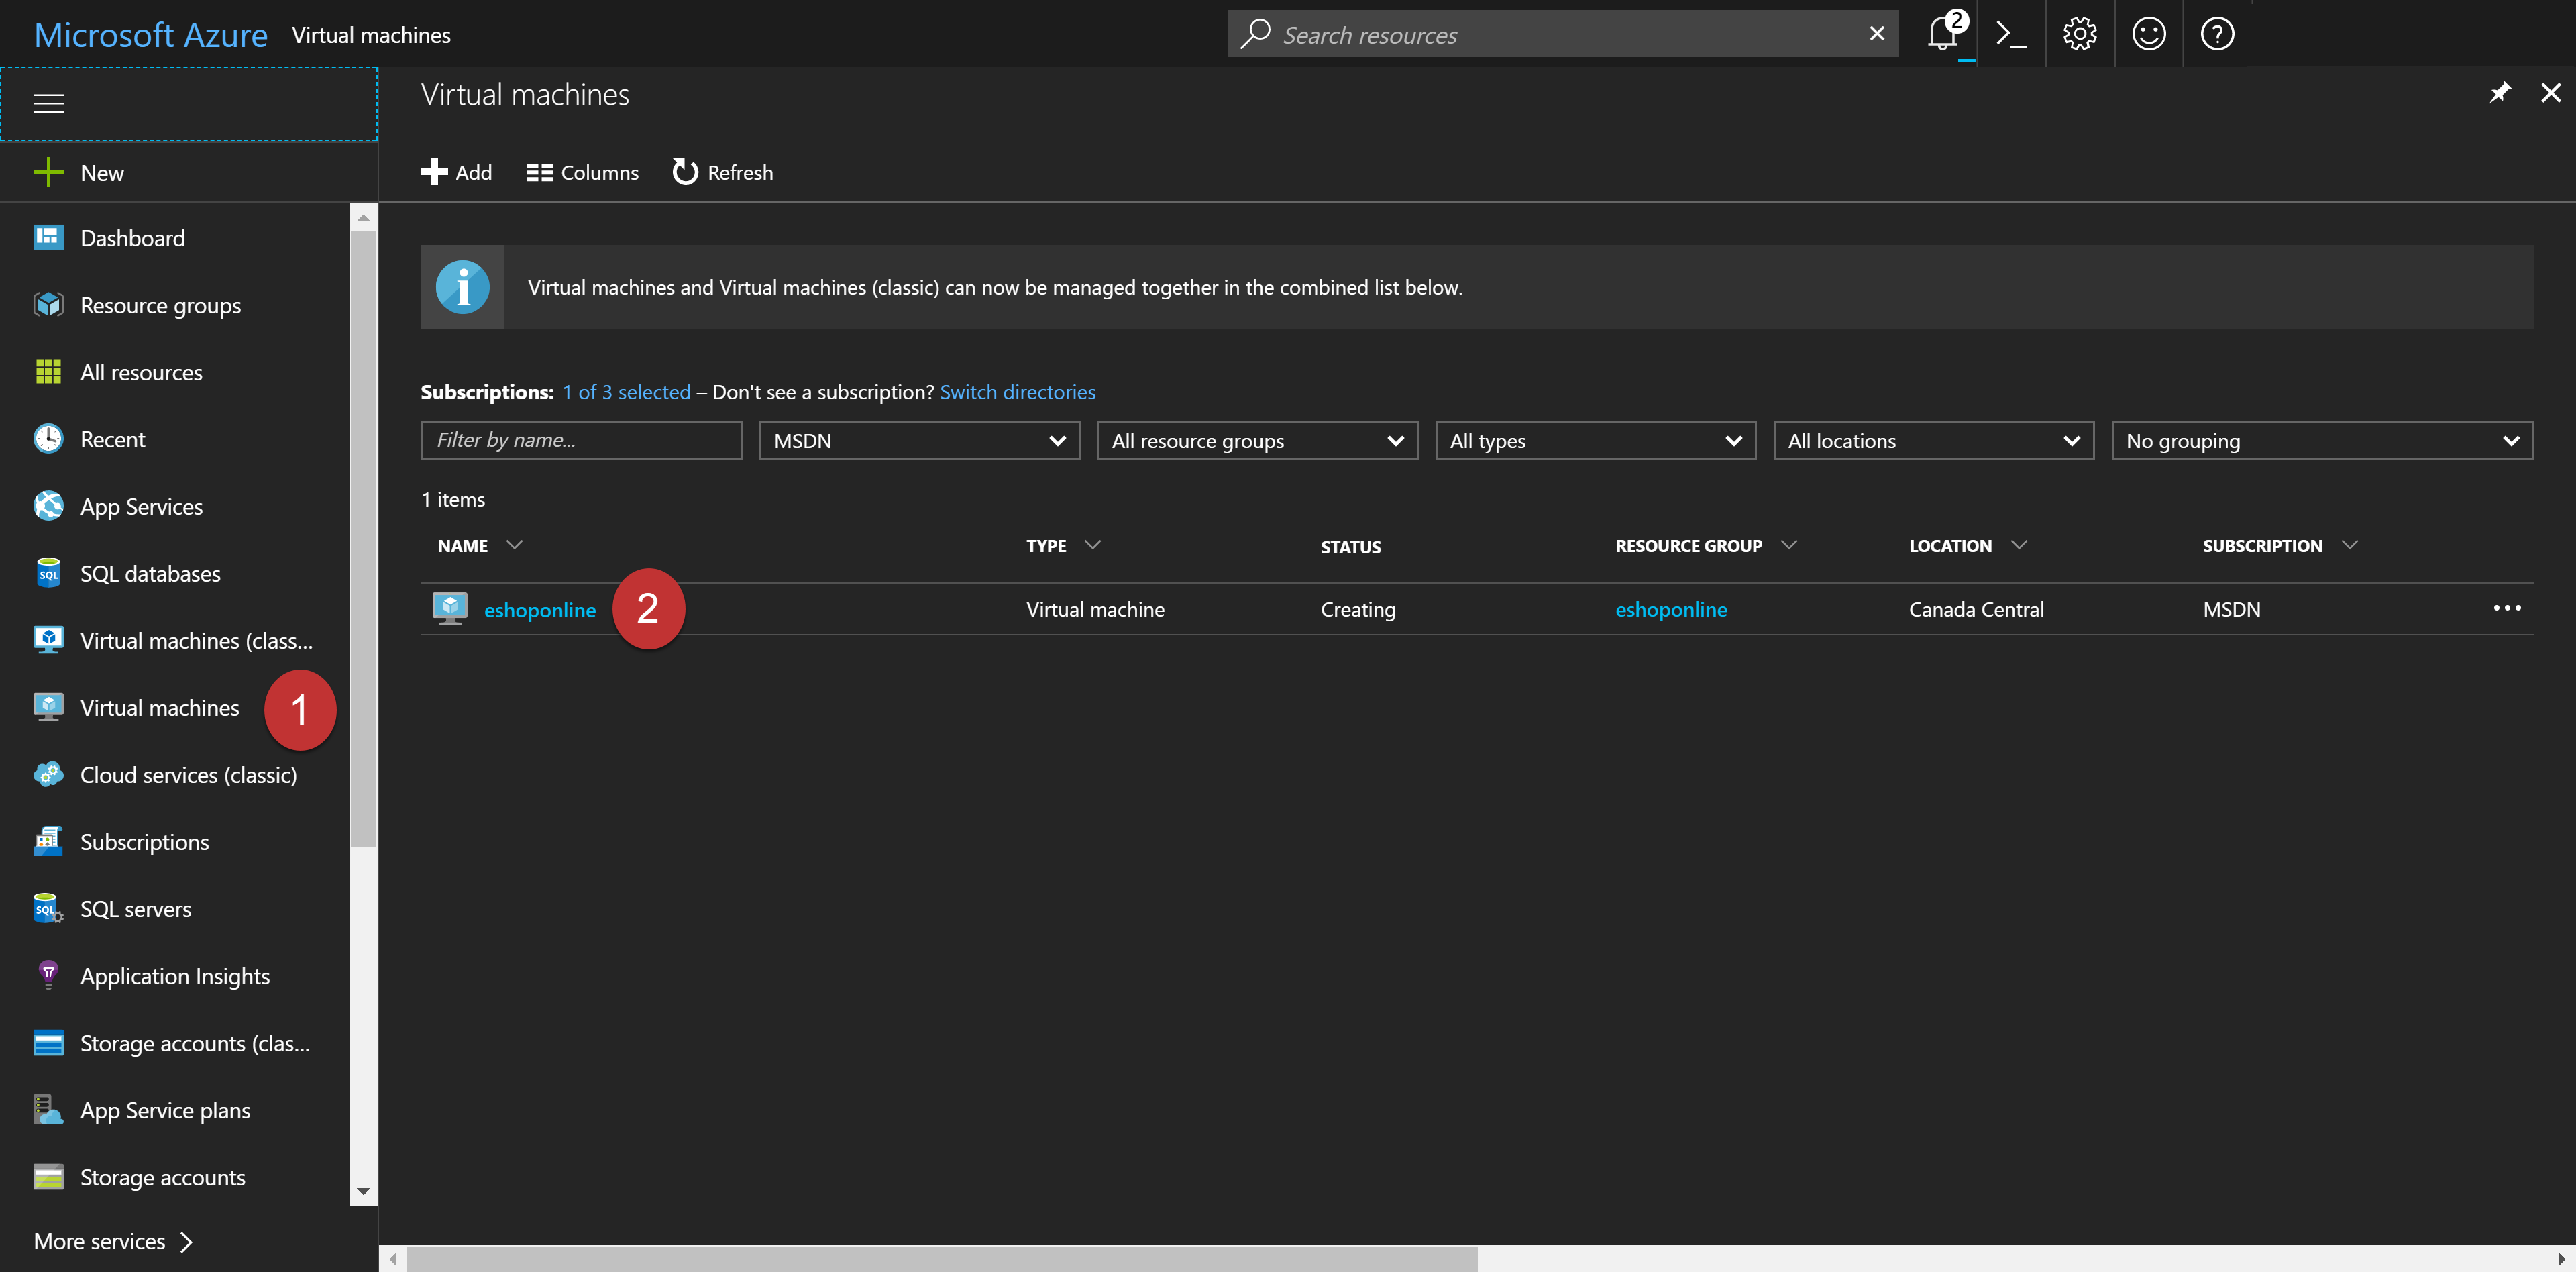 Microsoft Azure Virtual machines
Search resources
2
Virtual machines
New
Add Columns Refresh
Dashboard
Resource groups
All resources
Recent
App Services
SQL databases
Virtual machines (class...
Virtual machines 1
Cloud services (classic)
Subscriptions
SQL servers
Application Insights
Storage accounts (clas...
App Service plans
Storage accounts
More services
Virtual machines and Virtual machines (classic) can now be managed together in the combined list below.
Subscriptions: 1 of 3 selected – Don't see a subscription? Switch directories
Filter by name... MSDN All resource groups All types All locations No grouping
1 items
NAME TYPE STATUS RESOURCE GROUP LOCATION SUBSCRIPTION
eshoponline 2 Virtual machine Creating eshoponline Canada Central MSDN